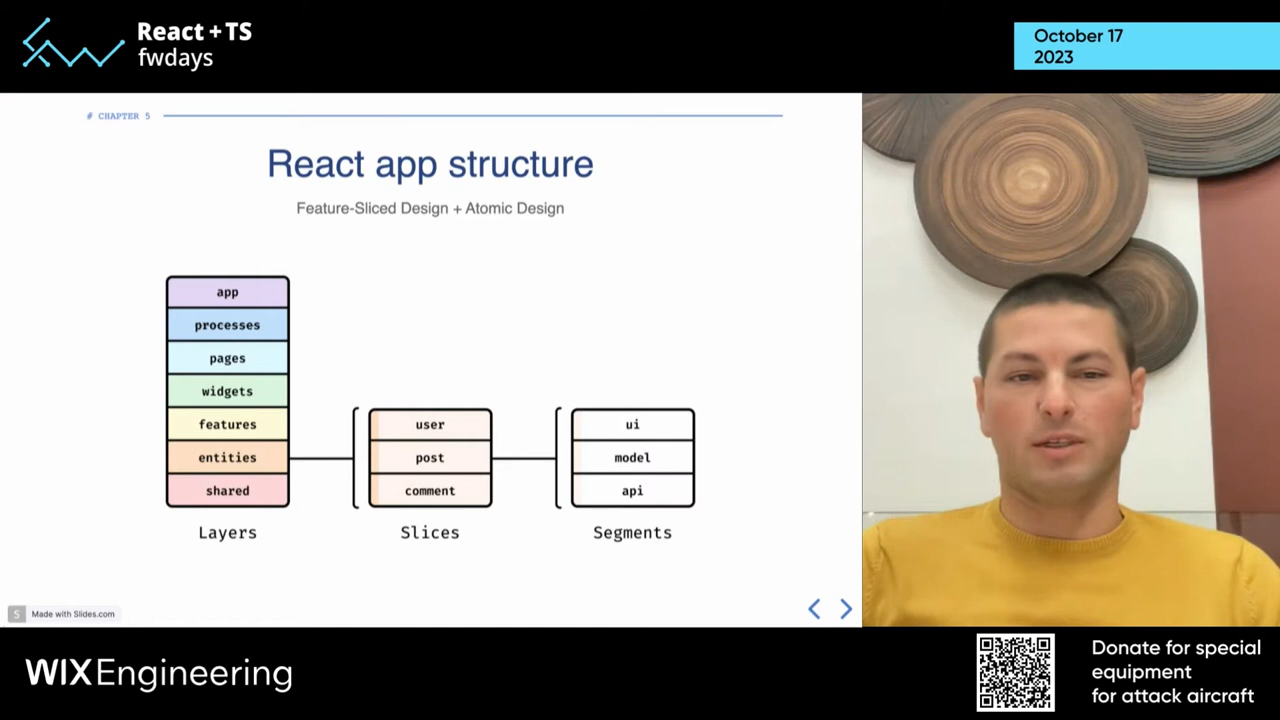 React + TS
fwdays
October 17
2023
# CHAPTER 5
React app structure
Feature-Sliced Design + Atomic Design
app
processes
pages
widgets
features
entities
shared
Layers
user
post
comment
Slices
ui
model
api
Segments
S
Made with Slides.com
WIXEngineering
Donate for special
equipment
for attack aircraft